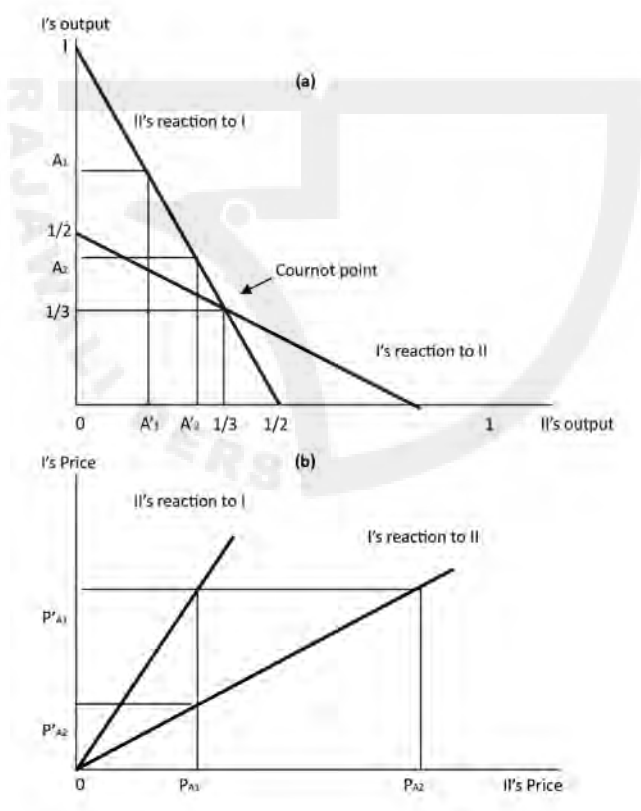 I's output
I
(a)
II's reaction to I
A₁
1/2
A₂
Cournot point
1/3
I's reaction to II
0 A'₁ A'₂ 1/3 1/2 1 II's output
I's Price
(b)
II's reaction to I
I's reaction to II
P'A1
P'A2
0 PA1 PA2 II's Price
RAJAWALI PERS